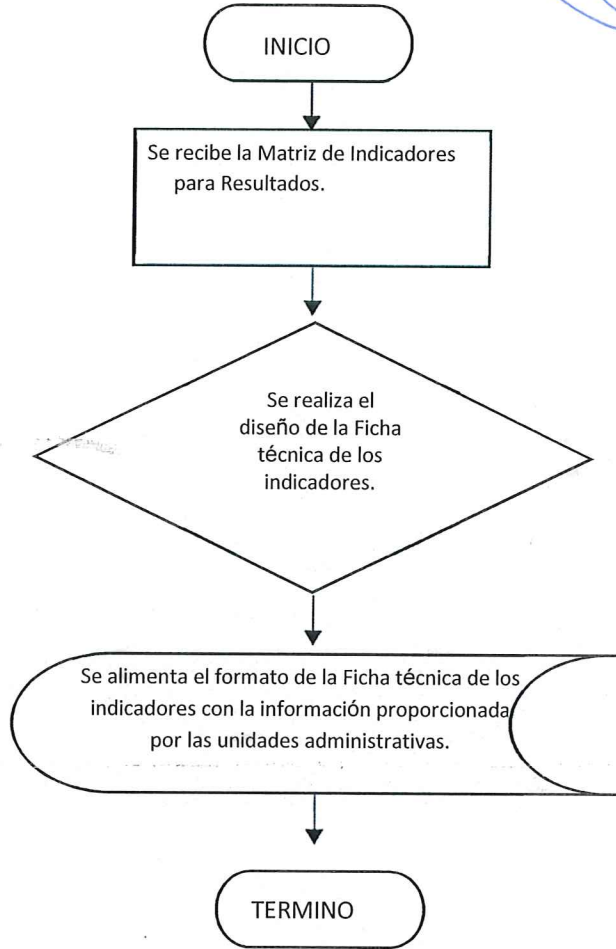 INICIO
Se recibe la Matriz de Indicadores
para Resultados.
Se realiza el
diseño de la Ficha
técnica de los
indicadores.
Se alimenta el formato de la Ficha técnica de los
indicadores con la información proporcionada
por las unidades administrativas.
TERMINO